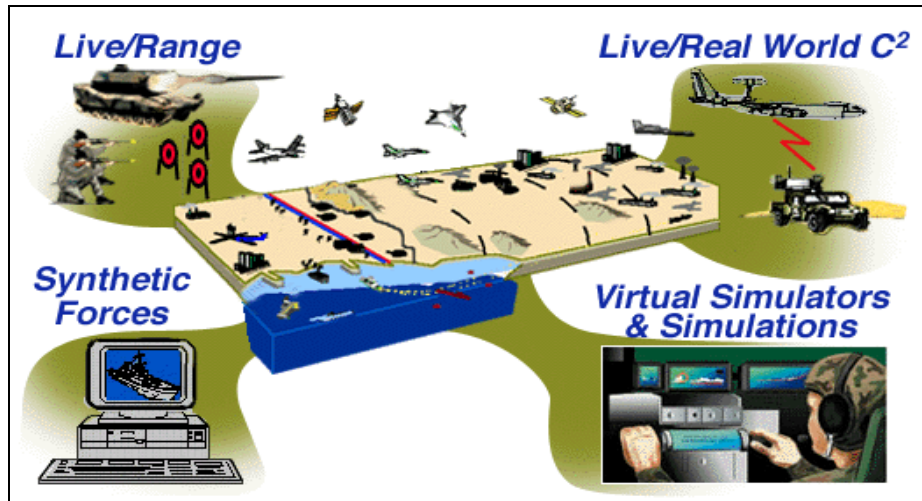 Live/Range
Live/Real World C²
Synthetic
Forces
Virtual Simulators
& Simulations